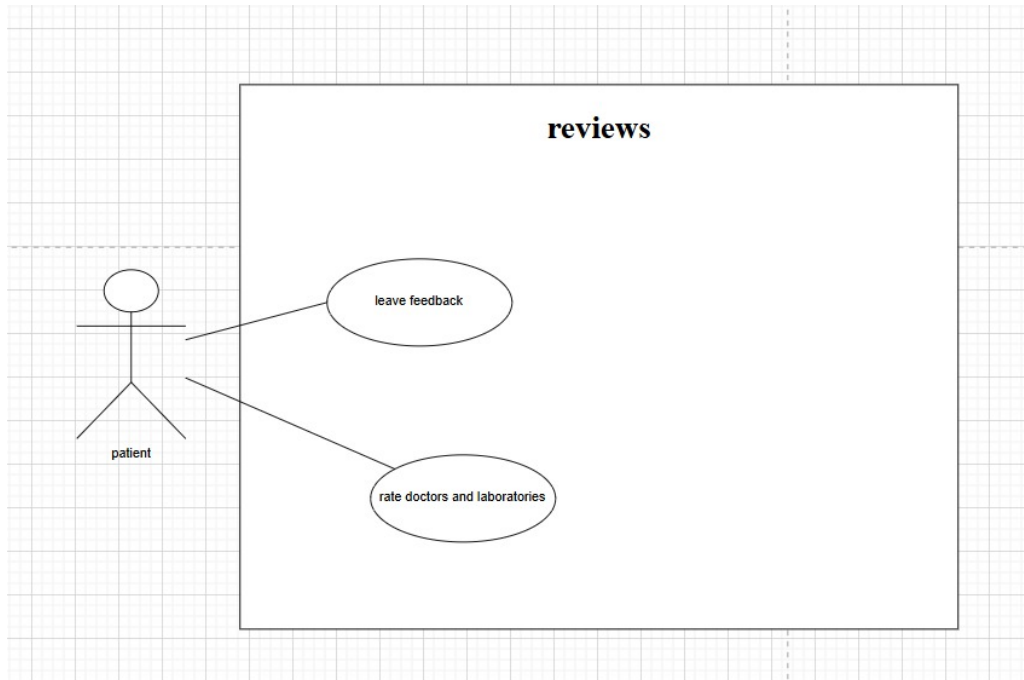 reviews
leave feedback
patient
rate doctors and laboratories